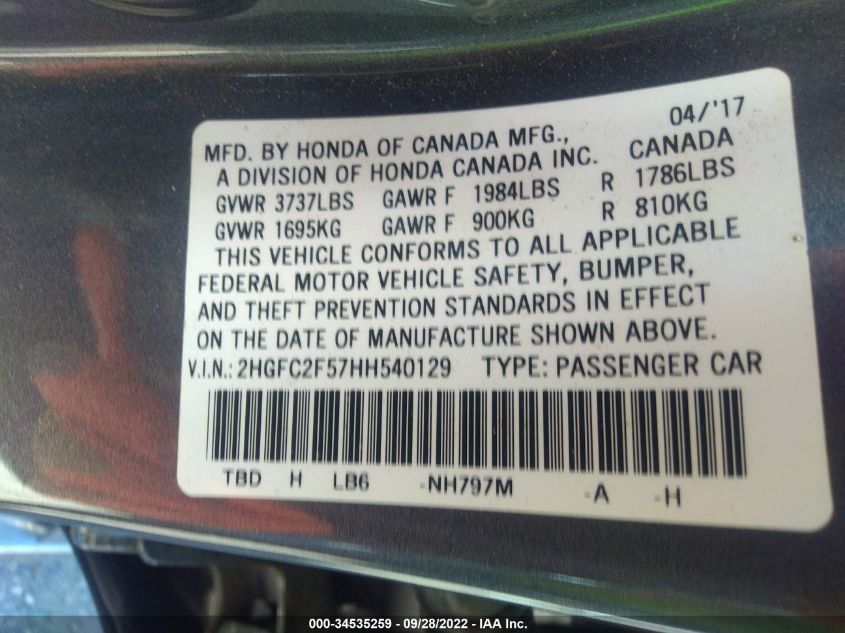 04/'17
MFD. BY HONDA OF CANADA MFG., CANADA
A DIVISION OF HONDA CANADA INC.
GVWR 3737LBS GAWR F 1984LBS R 1786LBS
GVWR 1695KG GAWR F 900KG R 810KG
THIS VEHICLE CONFORMS TO ALL APPLICABLE
FEDERAL MOTOR VEHICLE SAFETY, BUMPER,
AND THEFT PREVENTION STANDARDS IN EFFECT
ON THE DATE OF MANUFACTURE SHOWN ABOVE.
V.I.N.: 2HGFC2F57HH540129 TYPE: PASSENGER CAR
TBD H LB6 -NH797M -A -H
000-34535259 - 09/28/2022 - IAA Inc.